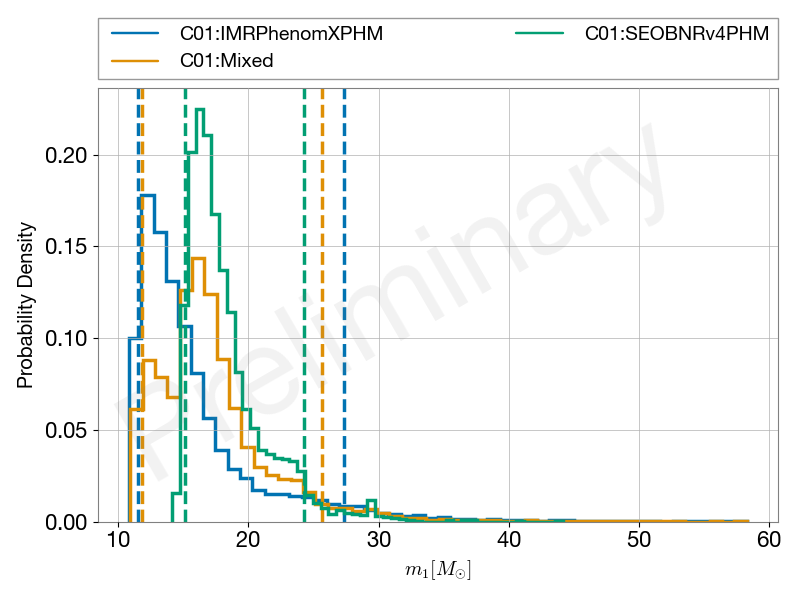 C01:IMRPhenomXPHM
C01:Mixed
C01:SEOBNRv4PHM
Preliminary
Probability Density
0.20
0.15
0.10
0.05
0.00
10 20 30 40 50 60
m₁[M☉]